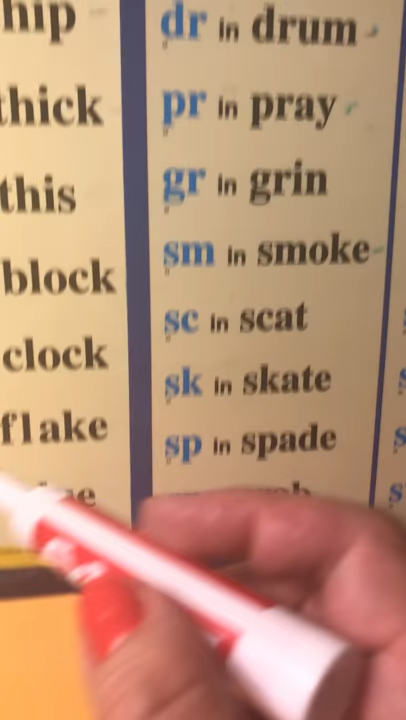 hip
thick
this
block
clock
flake
dr in drum
pr in pray
gr in grin
sm in smoke
sc in scat
sk in skate
sp in spade